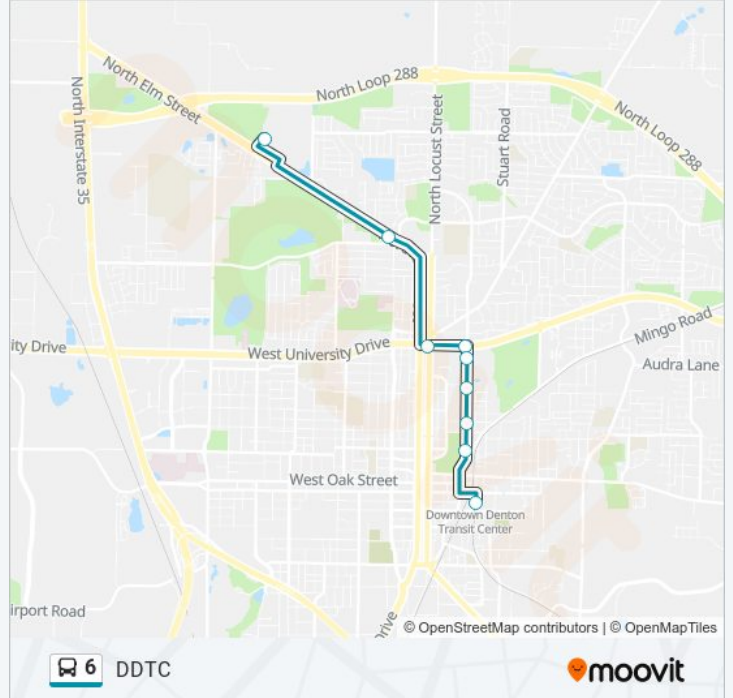 North Elm Street
North Loop 288
North Interstate 35
North Locust Street
Stuart Road
North Loop 288
ity Drive
West University Drive
Mingo Road
Audra Lane
West Oak Street
Downtown Denton
Transit Center
irport Road
Drive
© OpenStreetMap contributors | © OpenMapTiles
6 DDTC
moovit